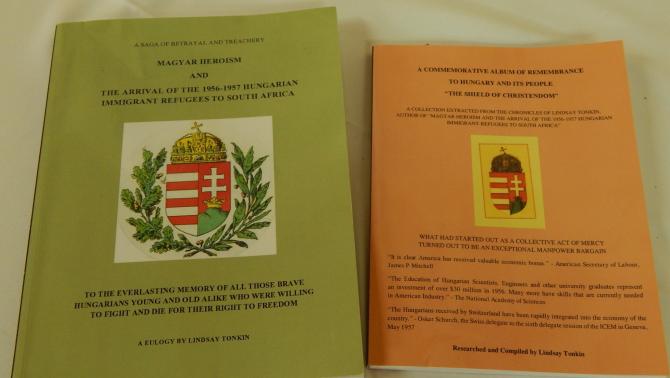 A SAGA OF BETRAYAL AND TREACHERY
MAGYAR HEROISM
AND
THE ARRIVAL OF THE 1956-1957 HUNGARIAN
IMMIGRANT REFUGEES TO SOUTH AFRICA
TO THE EVERLASTING MEMORY OF ALL THOSE BRAVE
HUNGARIANS YOUNG AND OLD ALIKE WHO WERE WILLING
TO FIGHT AND DIE FOR THEIR RIGHT TO FREEDOM
A EULOGY BY LINDSAY TONKIN
A COMMEMORATIVE ALBUM OF REMEMBRANCE
TO HUNGARY AND ITS PEOPLE
"THE SHIELD OF CHRISTENDOM"
A COLLECTION EXTRACTED FROM THE CHRONICLES OF LINDSAY TONKIN,
AUTHOR OF "MAGYAR HEROISM AND THE ARRIVAL OF THE 1956-1957 HUNGARIAN
IMMIGRANT REFUGEES TO SOUTH AFRICA"
WHAT HAD STARTED OUT AS A COLLECTIVE ACT OF MERCY
TURNED OUT TO BE AN EXCEPTIONAL MANPOWER BARGAIN
"It is clear America has received valuable economic bonus." - American Secretary of Labour,
James P Mitchell
"The Education of Hungarian Scientists, Engineers and other university graduates represent
an investment of over $30 million in 1956. Many more have skills that are currently needed
in American Industry." - The National Academy of Sciences
"The Hungarians received by Switzerland have been rapidly integrated into the economy of the
country." - Oskar Schurch, the Swiss delegate to the sixth delegate session of the ICEM in Geneva,
May 1957
Researched and Compiled by Lindsay Tonkin